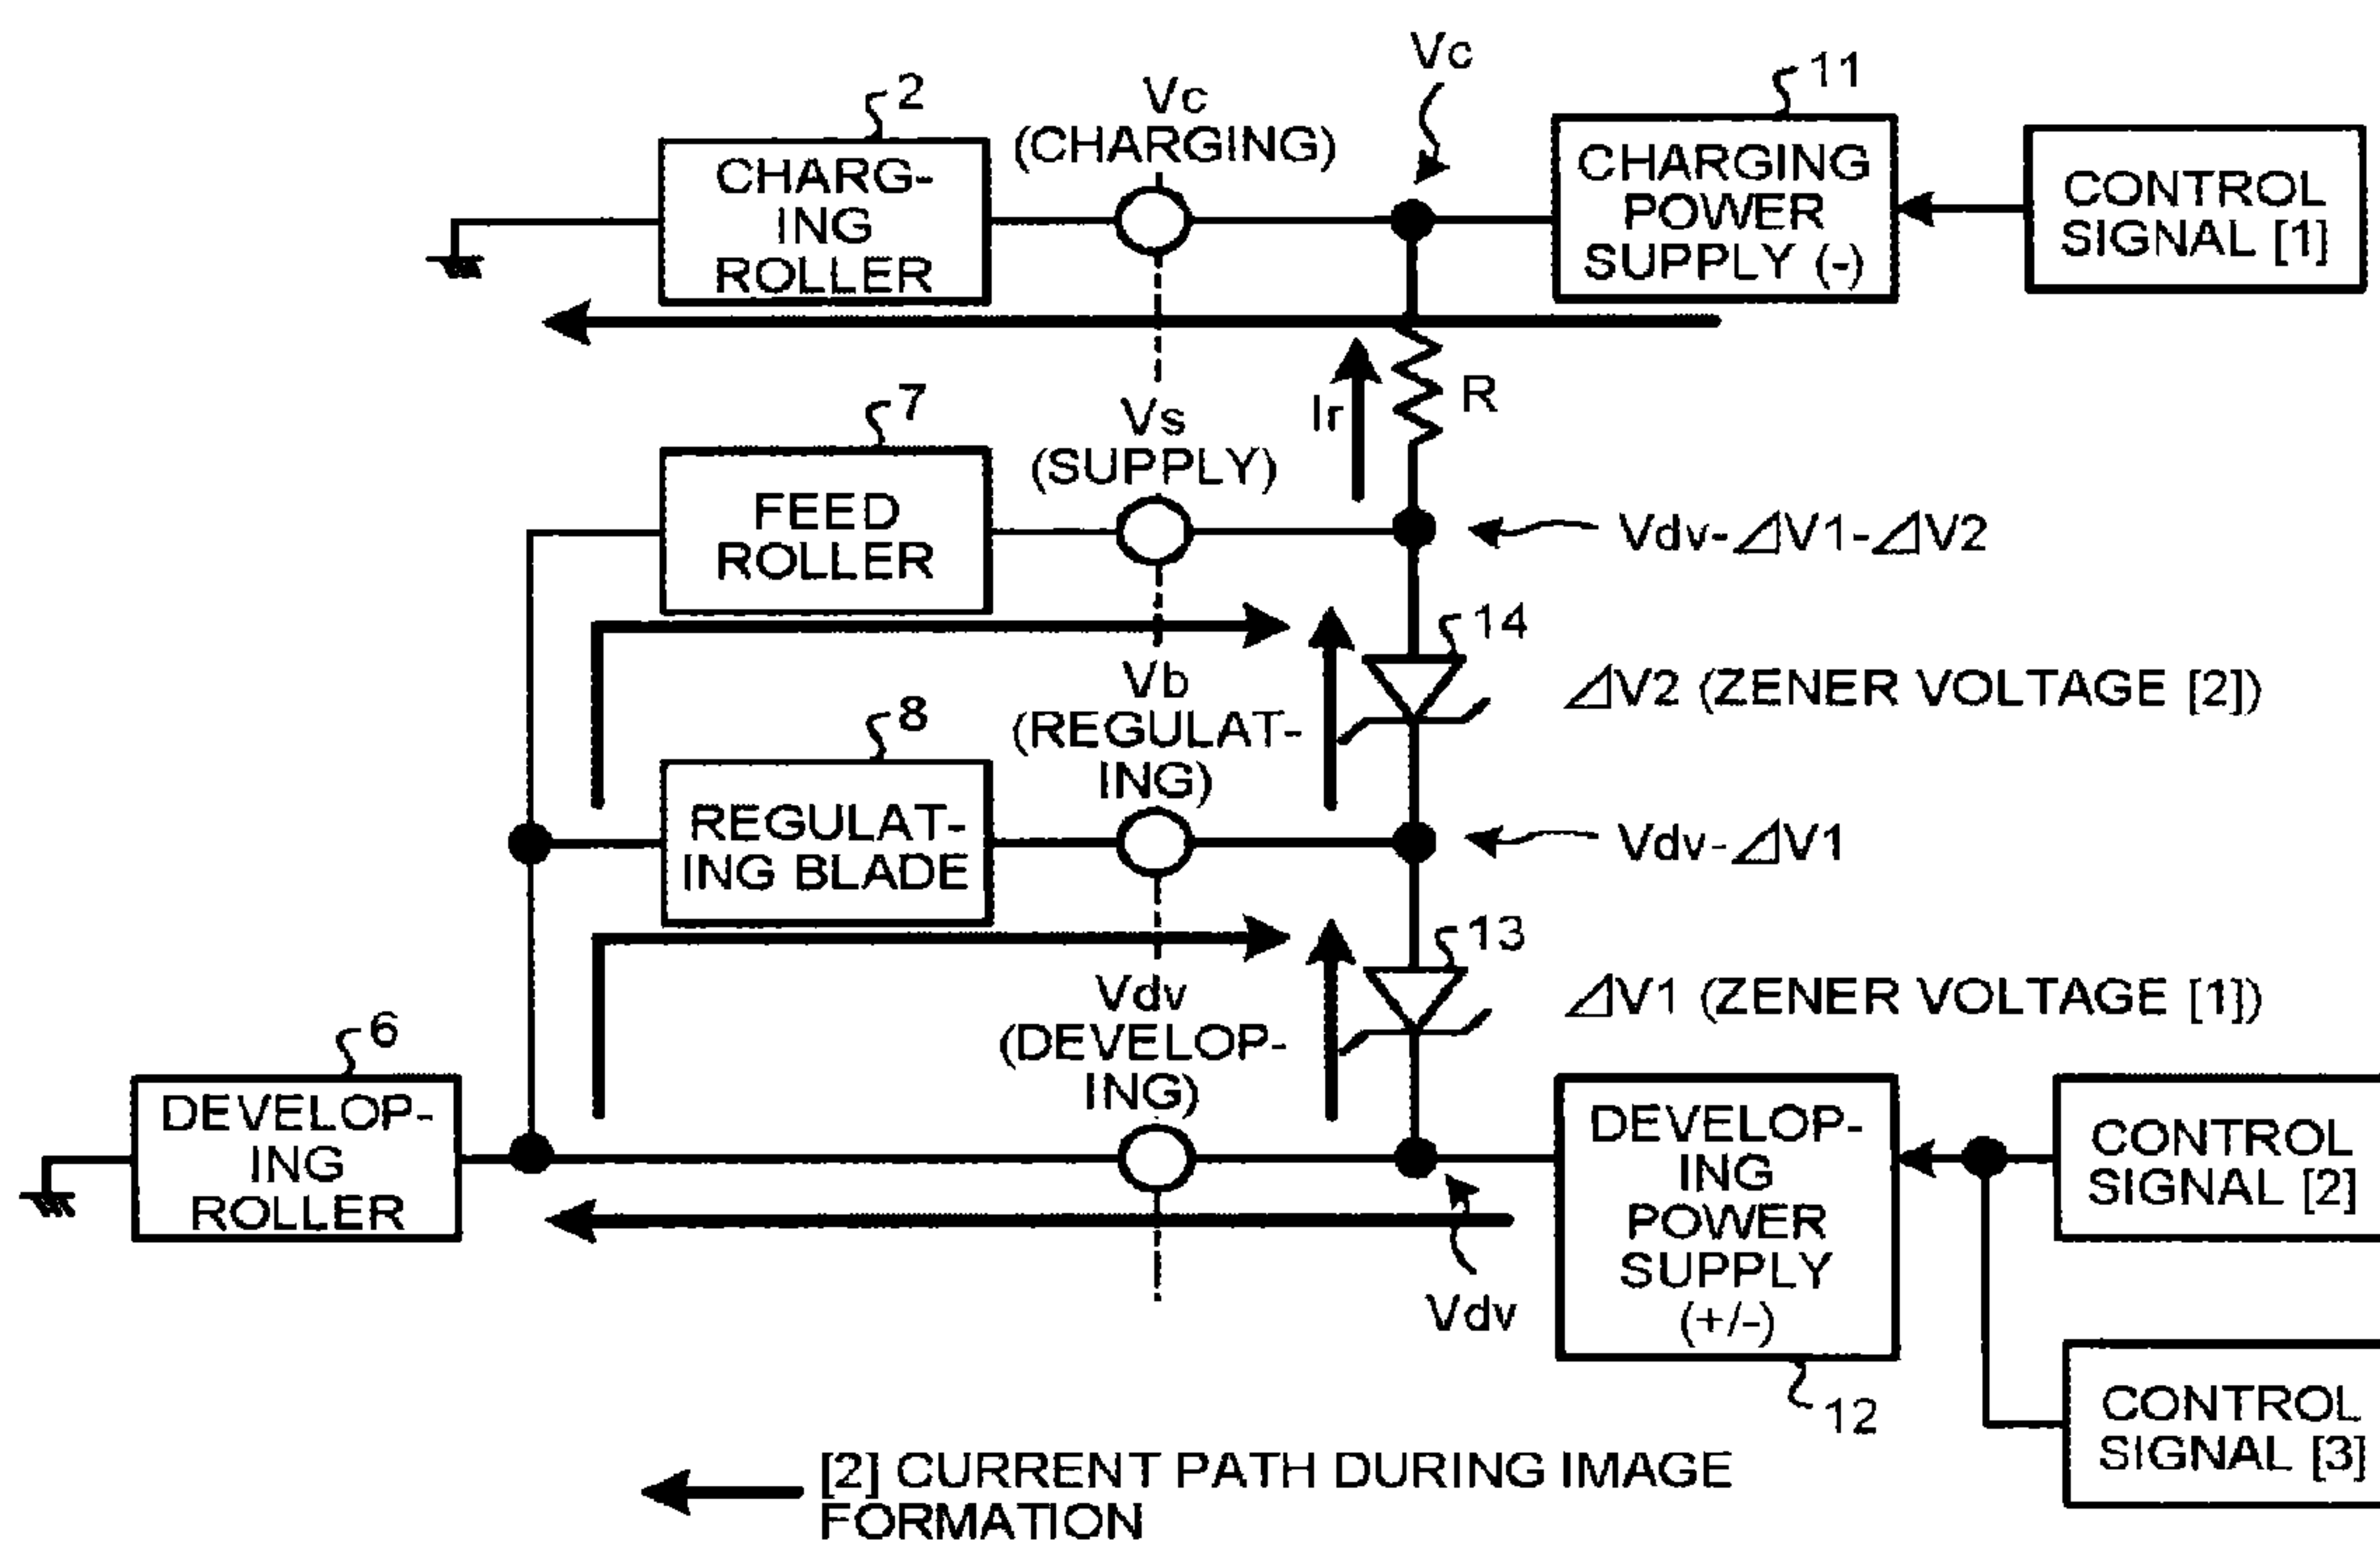 Vc
11
2
Vc
(CHARGING)
CHARG-
ING
ROLLER
CHARGING
POWER
SUPPLY (-)
CONTROL
SIGNAL [1]
7
Vs
(SUPPLY)
Ir
R
FEED
ROLLER
Vdv-⊿V1-⊿V2
14
Vb
(REGULAT-
ING)
⊿V2 (ZENER VOLTAGE [2])
8
REGULAT-
ING BLADE
Vdv-⊿V1
13
Vdv
(DEVELOP-
ING)
⊿V1 (ZENER VOLTAGE [1])
6
DEVELOP-
ING
ROLLER
DEVELOP-
ING
POWER
SUPPLY
(+/-)
CONTROL
SIGNAL [2]
Vdv
12
CONTROL
SIGNAL [3]
[2] CURRENT PATH DURING IMAGE
FORMATION